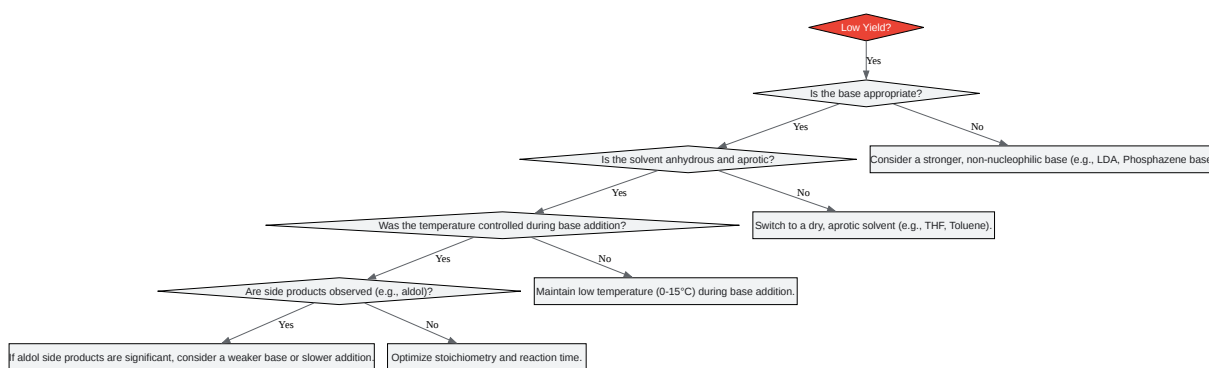 Low Yield?
Yes
Is the base appropriate?
Yes
No
Is the solvent anhydrous and aprotic?
Consider a stronger, non-nucleophilic base (e.g., LDA, Phosphazene base
Yes
No
Was the temperature controlled during base addition?
Switch to a dry, aprotic solvent (e.g., THF, Toluene).
Yes
No
Are side products observed (e.g., aldol)?
Maintain low temperature (0-15°C) during base addition.
Yes
No
If aldol side products are significant, consider a weaker base or slower addition.
Optimize stoichiometry and reaction time.